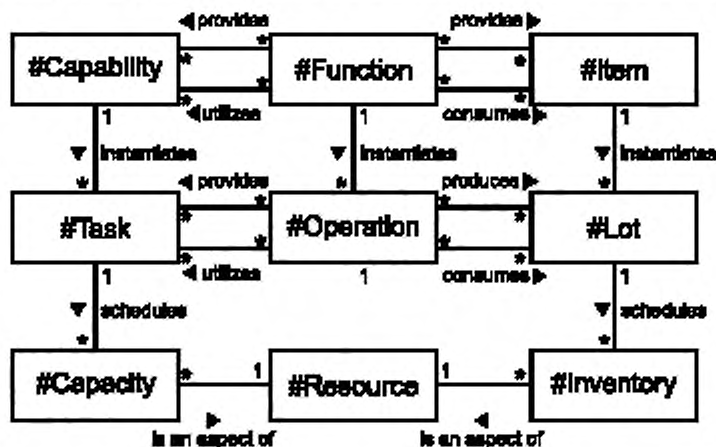 ◀ provides provides ▶
* * * *
#Capability #Function #Item
* * * *
1 ◀ utilizes 1 consumes ▶ 1
▼ instantiates ▼ instantiates ▼ instantiates
* ◀ provides * produces ▶ *
* * * *
#Task #Operation #Lot
* * * *
1 ◀ utilizes 1 consumes ▶ 1
▼ schedules ▼ schedules
* *
#Capacity * 1 #Resource 1 * #Inventory
▶ ◀
is an aspect of is an aspect of